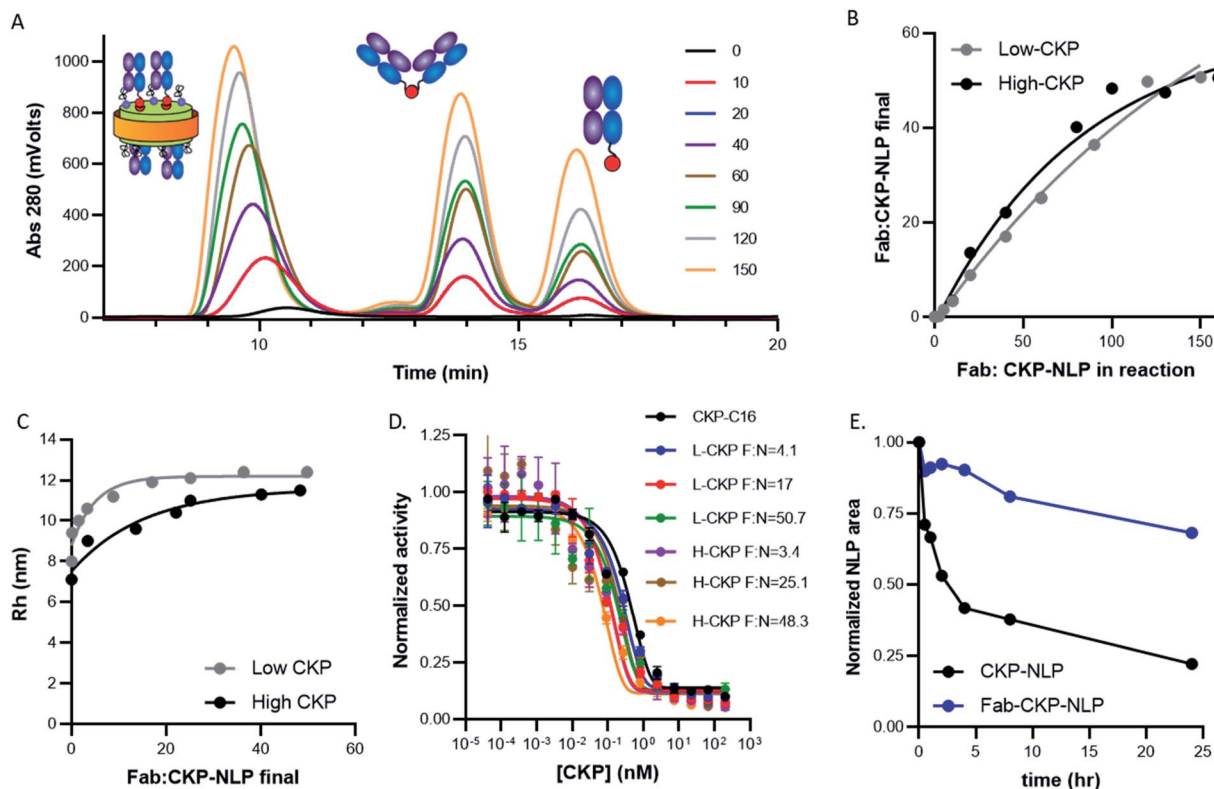 A
Abs 280 (mVolts)
1000
800
600
400
200
0
10
15
20
Time (min)
0
10
20
40
60
90
120
150
B
Fab:CKP-NLP final
60
40
20
0
0
50
100
150
Fab: CKP-NLP in reaction
Low-CKP
High-CKP
C.
Rh (nm)
14
12
10
8
6
4
2
0
0
20
40
60
Fab:CKP-NLP final
Low CKP
High CKP
D.
Normalized activity
1.25
1.00
0.75
0.50
0.25
0.00
10-5
10-4
10-3
10-2
10-1
100
101
102
103
[CKP] (nM)
CKP-C16
L-CKP F:N=4.1
L-CKP F:N=17
L-CKP F:N=50.7
H-CKP F:N=3.4
H-CKP F:N=25.1
H-CKP F:N=48.3
E.
Normalized NLP area
1.00
0.75
0.50
0.25
0.00
0
5
10
15
20
25
time (hr)
CKP-NLP
Fab-CKP-NLP